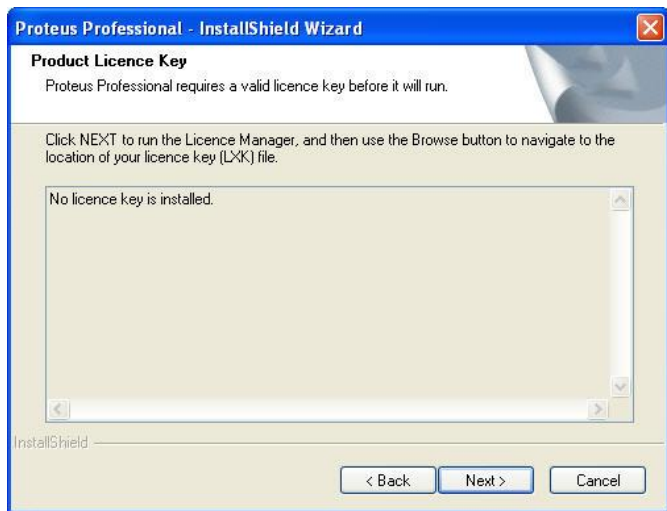 Proteus Professional - InstallShield Wizard
Product Licence Key
Proteus Professional requires a valid licence key before it will run.
Click NEXT to run the Licence Manager, and then use the Browse button to navigate to the
location of your licence key (LXK) file.
No licence key is installed.
InstallShield
< Back
Next >
Cancel